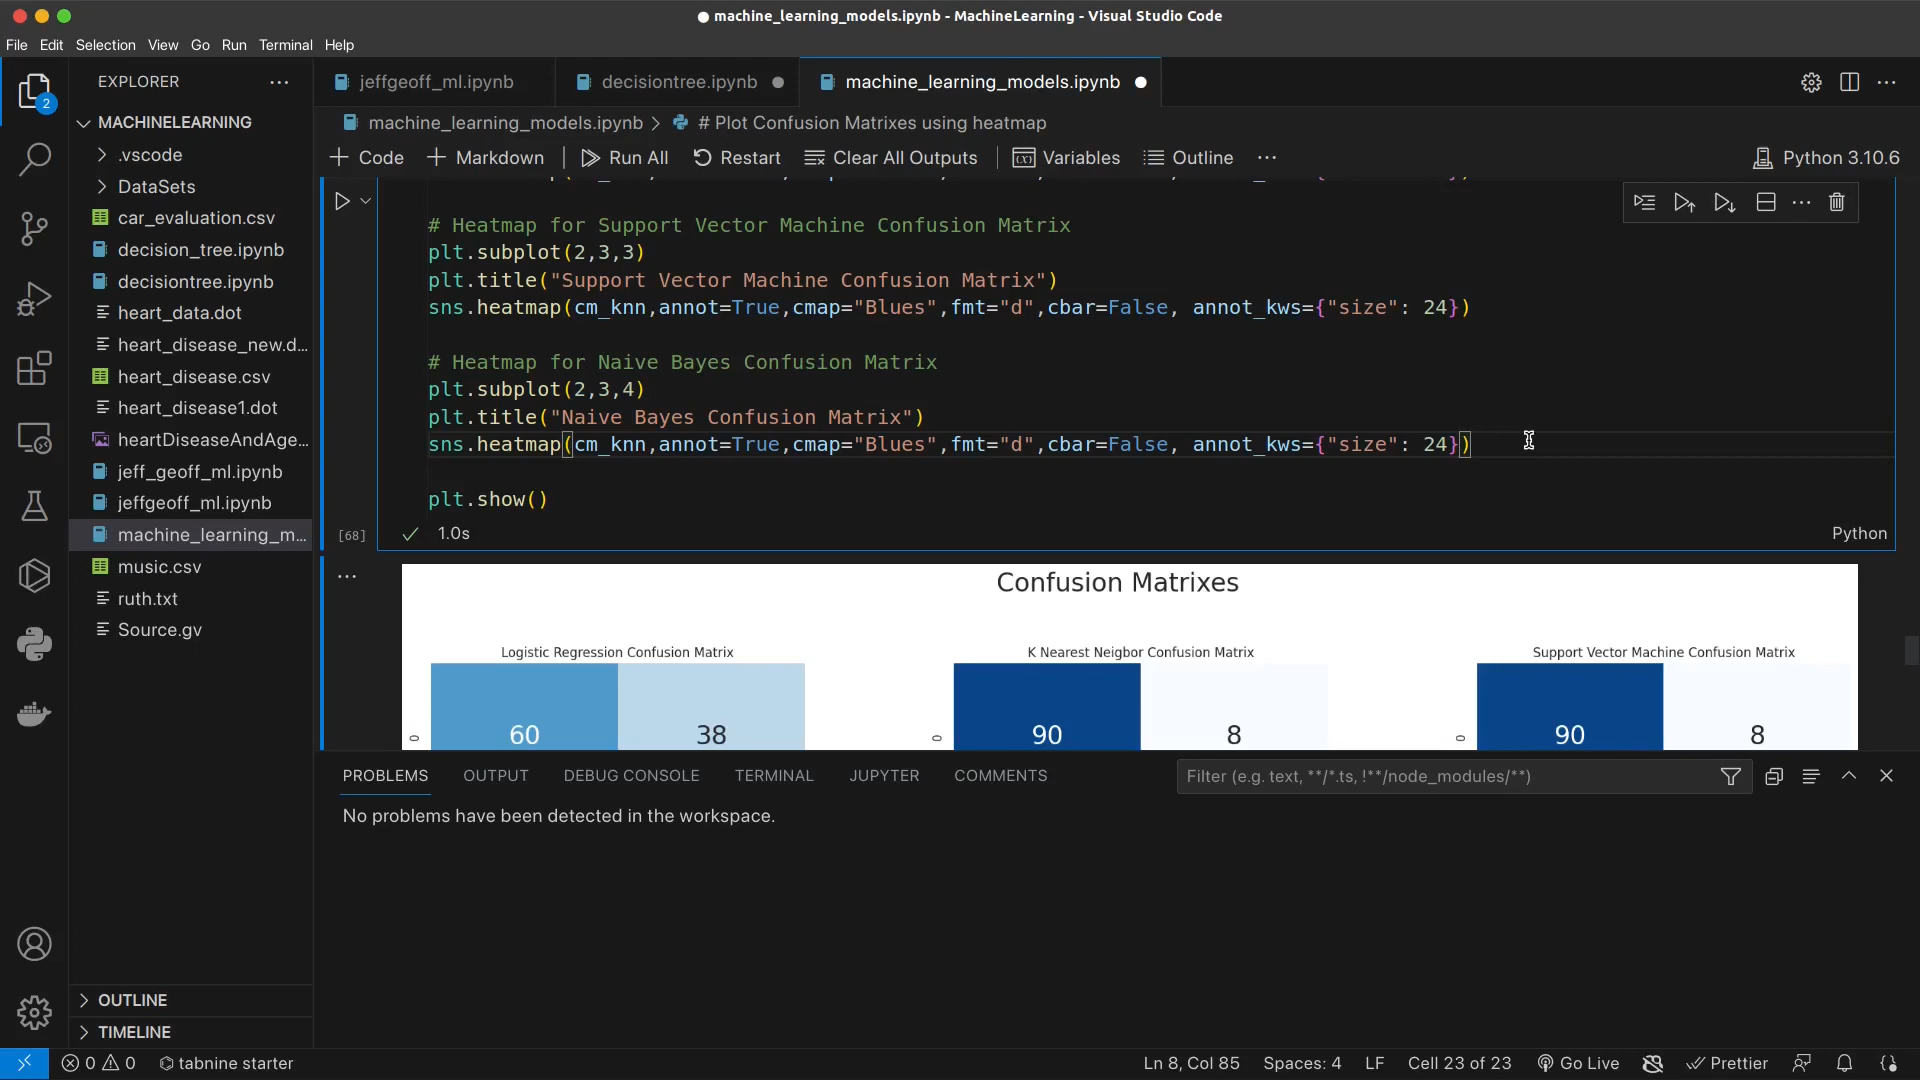 machine_learning_models.ipynb - MachineLearning - Visual Studio Code
File Edit Selection View Go Run Terminal Help
EXPLORER
MACHINELEARNING
.vscode
DataSets
car_evaluation.csv
decision_tree.ipynb
decisiontree.ipynb
heart_data.dot
heart_disease_new.d...
heart_disease.csv
heart_disease1.dot
heartDiseaseAndAge...
jeff_geoff_ml.ipynb
jeffgeoff_ml.ipynb
machine_learning_m...
music.csv
ruth.txt
Source.gv
OUTLINE
TIMELINE
2
jeffgeoff_ml.ipynb decisiontree.ipynb machine_learning_models.ipynb
machine_learning_models.ipynb > # Plot Confusion Matrixes using heatmap
Code Markdown Run All Restart Clear All Outputs Variables Outline ... Python 3.10.6
# Heatmap for Support Vector Machine Confusion Matrix
plt.subplot(2,3,3)
plt.title("Support Vector Machine Confusion Matrix")
sns.heatmap(cm_knn,annot=True,cmap="Blues",fmt="d",cbar=False, annot_kws={"size": 24})
# Heatmap for Naive Bayes Confusion Matrix
plt.subplot(2,3,4)
plt.title("Naive Bayes Confusion Matrix")
sns.heatmap(cm_knn,annot=True,cmap="Blues",fmt="d",cbar=False, annot_kws={"size": 24})
plt.show()
[68] 1.0s Python
Confusion Matrixes
Logistic Regression Confusion Matrix K Nearest Neigbor Confusion Matrix Support Vector Machine Confusion Matrix
0 60 38 0 90 8 0 90 8
PROBLEMS OUTPUT DEBUG CONSOLE TERMINAL JUPYTER COMMENTS Filter (e.g. text, **/*.ts, !**/node_modules/**)
No problems have been detected in the workspace.
0 0 tabnine starter Ln 8, Col 85 Spaces: 4 LF Cell 23 of 23 Go Live Prettier